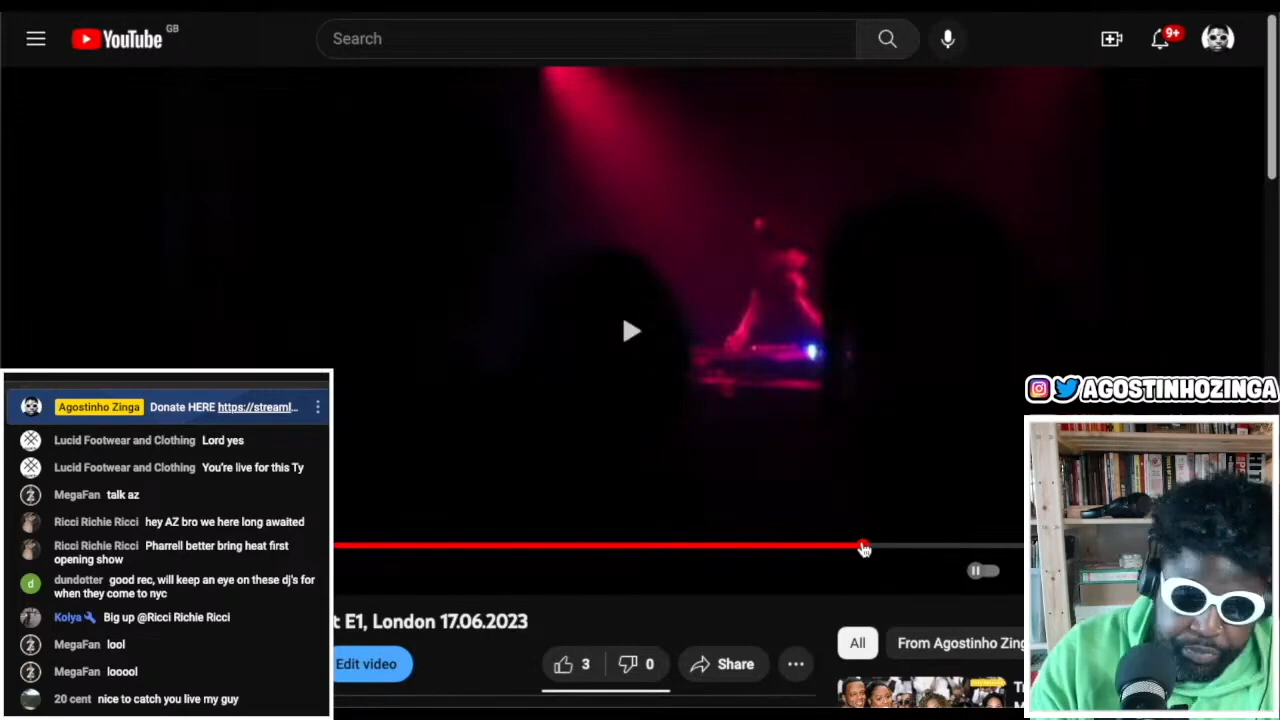 YouTube GB
Search
9+
Agostinho Zinga Donate HERE https://streaml...
Lucid Footwear and Clothing Lord yes
Lucid Footwear and Clothing You're live for this Ty
MegaFan talk az
Ricci Richie Ricci hey AZ bro we here long awaited
Ricci Richie Ricci Pharrell better bring heat first
opening show
d dundotter good rec, will keep an eye on these dj's for
when they come to nyc
Kolya Big up @Ricci Richie Ricci
MegaFan lool
MegaFan looool
20 cent nice to catch you live my guy
AGOSTINHOZINGA
t E1, London 17.06.2023
Edit video
3
0
Share
All
From Agostinho Zing